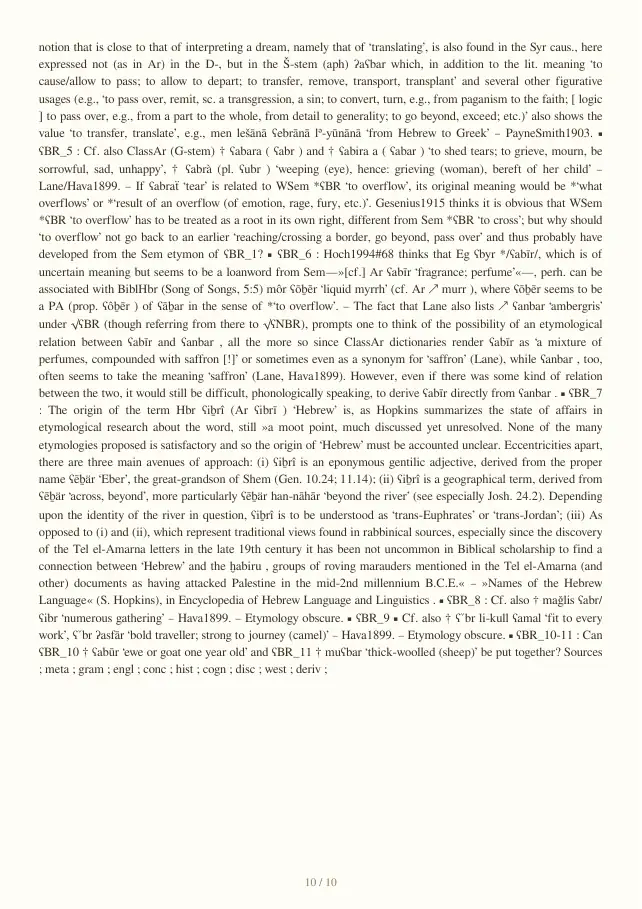 notion that is close to that of interpreting a dream, namely that of ‘translating’, is also found in the Syr caus., here
expressed not (as in Ar) in the D-, but in the Š-stem (aph) ʔaʕbar which, in addition to the lit. meaning ‘to
cause/allow to pass; to allow to depart; to transfer, remove, transport, transplant’ and several other figurative
usages (e.g., ‘to pass over, remit, sc. a transgression, a sin; to convert, turn, e.g., from paganism to the faith; [ logic
] to pass over, e.g., from a part to the whole, from detail to generality; to go beyond, exceed; etc.)’ also shows the
value ‘to transfer, translate’, e.g., men lešānā ʕebrānā lᵊ-yūnānā ‘from Hebrew to Greek’ – PayneSmith1903. ▪
ʕBR_5 : Cf. also ClassAr (G-stem) † ʕabara ( ʕabr ) and † ʕabira a ( ʕabar ) ‘to shed tears; to grieve, mourn, be
sorrowful, sad, unhappy’, † ʕabrà (pl. ʕubr ) ‘weeping (eye), hence: grieving (woman), bereft of her child’ –
Lane/Hava1899. – If ʕabraẗ ‘tear’ is related to WSem *ʕBR ‘to overflow’, its original meaning would be *‘what
overflows’ or *‘result of an overflow (of emotion, rage, fury, etc.)’. Gesenius1915 thinks it is obvious that WSem
*ʕBR ‘to overflow’ has to be treated as a root in its own right, different from Sem *ʕBR ‘to cross’; but why should
‘to overflow’ not go back to an earlier ‘reaching/crossing a border, go beyond, pass over’ and thus probably have
developed from the Sem etymon of ʕBR_1? ▪ ʕBR_6 : Hoch1994#68 thinks that Eg ʕbyr */ʕabīr/, which is of
uncertain meaning but seems to be a loanword from Sem—»[cf.] Ar ʕabīr ‘fragrance; perfume’«—, perh. can be
associated with BiblHbr (Song of Songs, 5:5) môr ʕōḇēr ‘liquid myrrh’ (cf. Ar ↗ murr ), where ʕōḇēr seems to be
a PA (prop. ʕôḇēr ) of ʕāḇar in the sense of *‘to overflow’. – The fact that Lane also lists ↗ ʕanbar ‘ambergris’
under √ʕBR (though referring from there to √ʕNBR), prompts one to think of the possibility of an etymological
relation between ʕabīr and ʕanbar , all the more so since ClassAr dictionaries render ʕabīr as ‘a mixture of
perfumes, compounded with saffron [!]’ or sometimes even as a synonym for ‘saffron’ (Lane), while ʕanbar , too,
often seems to take the meaning ‘saffron’ (Lane, Hava1899). However, even if there was some kind of relation
between the two, it would still be difficult, phonologically speaking, to derive ʕabīr directly from ʕanbar . ▪ ʕBR_7
: The origin of the term Hbr ʕiḇrî (Ar ʕibrī ) ‘Hebrew’ is, as Hopkins summarizes the state of affairs in
etymological research about the word, still »a moot point, much discussed yet unresolved. None of the many
etymologies proposed is satisfactory and so the origin of ‘Hebrew’ must be accounted unclear. Eccentricities apart,
there are three main avenues of approach: (i) ʕiḇrî is an eponymous gentilic adjective, derived from the proper
name ʕēḇär ‘Eber’, the great-grandson of Shem (Gen. 10.24; 11.14); (ii) ʕiḇrî is a geographical term, derived from
ʕēḇär ‘across, beyond’, more particularly ʕēḇär han-nāhār ‘beyond the river’ (see especially Josh. 24.2). Depending
upon the identity of the river in question, ʕiḇrî is to be understood as ‘trans-Euphrates’ or ‘trans-Jordan’; (iii) As
opposed to (i) and (ii), which represent traditional views found in rabbinical sources, especially since the discovery
of the Tel el-Amarna letters in the late 19th century it has been not uncommon in Biblical scholarship to find a
connection between ‘Hebrew’ and the ḫabiru , groups of roving marauders mentioned in the Tel el-Amarna (and
other) documents as having attacked Palestine in the mid-2nd millennium B.C.E.« – »Names of the Hebrew
Language« (S. Hopkins), in Encyclopedia of Hebrew Language and Linguistics . ▪ ʕBR_8 : Cf. also † maǧlis ʕabr/
ʕibr ‘numerous gathering’ – Hava1899. – Etymology obscure. ▪ ʕBR_9 ▪ Cf. also † ʕˇbr li-kull ʕamal ‘fit to every
work’, ʕˇbr ʔasfār ‘bold traveller; strong to journey (camel)’ – Hava1899. – Etymology obscure. ▪ ʕBR_10-11 : Can
ʕBR_10 † ʕabūr ‘ewe or goat one year old’ and ʕBR_11 † muʕbar ‘thick-woolled (sheep)’ be put together? Sources
; meta ; gram ; engl ; conc ; hist ; cogn ; disc ; west ; deriv ;
10 / 10